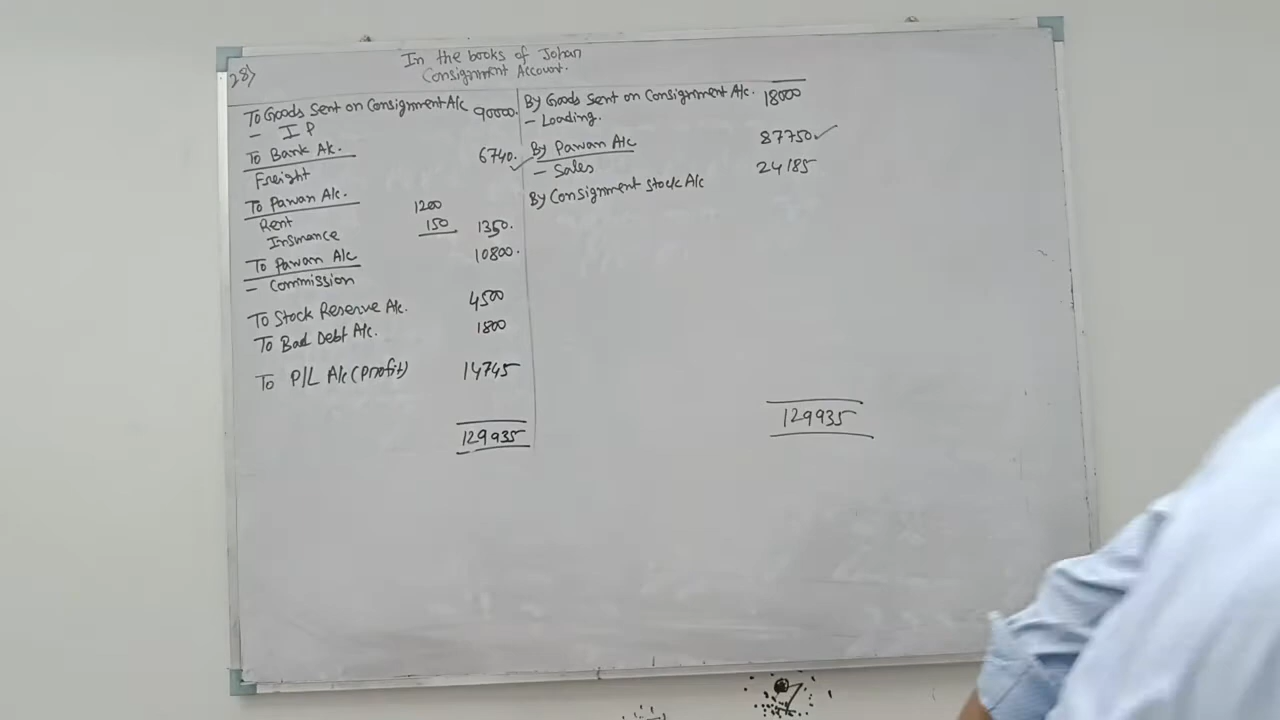 28)
In the books of Johan
Consignment Account.
To Goods Sent on Consignment A/c 90000.
- I P
To Bank Ak. 6740.
Freight
To Pawan A/c.
Rent 1200
Insurance 150 1350.
To Pawan A/c 10800.
- Commission
To Stock Reserve A/c. 4500
To Bad Debt A/c. 1800
To P/L A/c (Profit) 14745
129935
By Goods Sent on Consignment A/c. 18000
- Loading.
By Pawan A/c 87750 ✓
- Sales
By Consignment Stock A/c 24185
129935